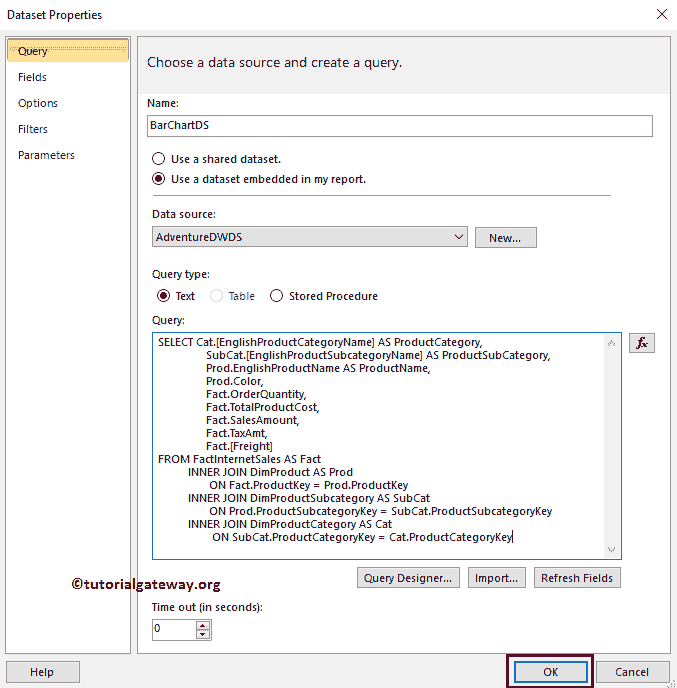 Dataset Properties
Query
Fields
Options
Filters
Parameters
Choose a data source and create a query.
Name:
BarChartDS
Use a shared dataset.
Use a dataset embedded in my report.
Data source:
AdventureDWDS
New...
Query type:
Text Table Stored Procedure
Query:
SELECT Cat.[EnglishProductCategoryName] AS ProductCategory,
SubCat.[EnglishProductSubcategoryName] AS ProductSubCategory,
Prod.EnglishProductName AS ProductName,
Prod.Color,
Fact.OrderQuantity,
Fact.TotalProductCost,
Fact.SalesAmount,
Fact.TaxAmt,
Fact.[Freight]
FROM FactInternetSales AS Fact
INNER JOIN DimProduct AS Prod
ON Fact.ProductKey = Prod.ProductKey
INNER JOIN DimProductSubcategory AS SubCat
ON Prod.ProductSubcategoryKey = SubCat.ProductSubcategoryKey
INNER JOIN DimProductCategory AS Cat
ON SubCat.ProductCategoryKey = Cat.ProductCategoryKey
fx
©tutorialgateway.org
Query Designer... Import... Refresh Fields
Time out (in seconds):
0
Help OK Cancel